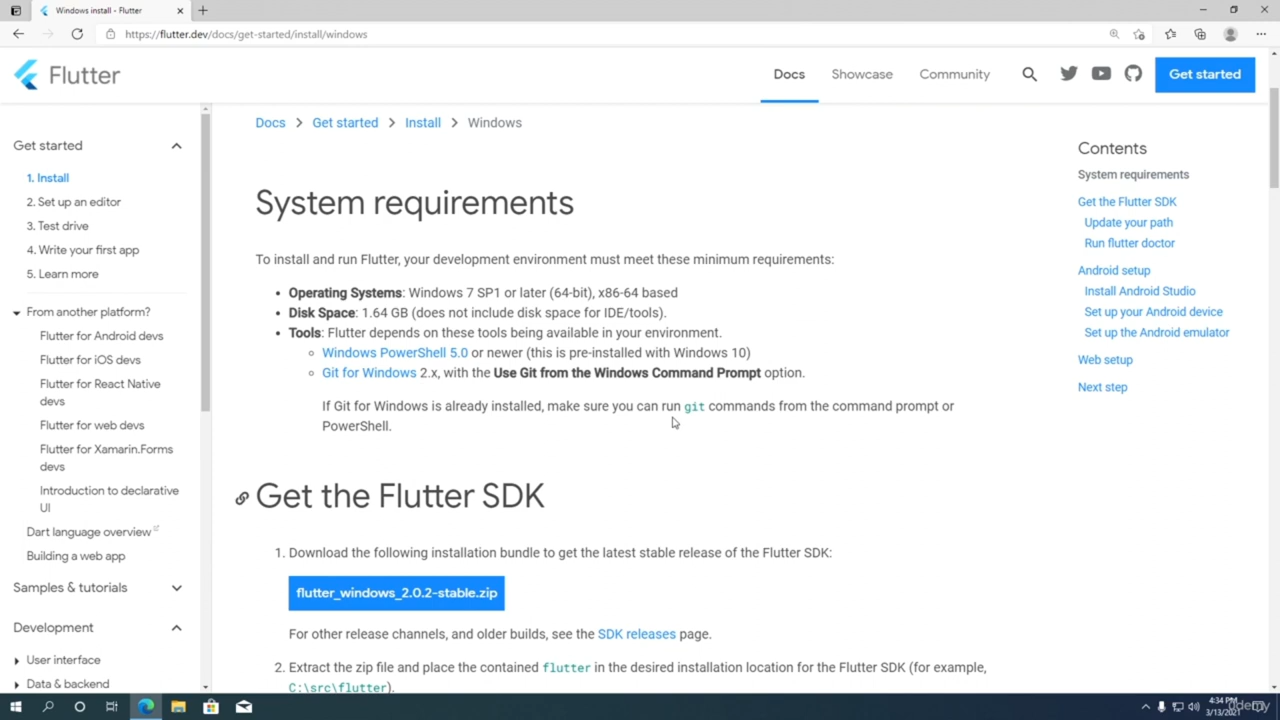 Windows install - Flutter
https://flutter.dev/docs/get-started/install/windows
Flutter
Docs
Showcase
Community
Get started
Get started
1. Install
2. Set up an editor
3. Test drive
4. Write your first app
5. Learn more
From another platform?
Flutter for Android devs
Flutter for iOS devs
Flutter for React Native
devs
Flutter for web devs
Flutter for Xamarin.Forms
devs
Introduction to declarative
UI
Dart language overview
Building a web app
Samples & tutorials
Development
User interface
Data & backend
Docs > Get started > Install > Windows
System requirements
To install and run Flutter, your development environment must meet these minimum requirements:
• Operating Systems: Windows 7 SP1 or later (64-bit), x86-64 based
• Disk Space: 1.64 GB (does not include disk space for IDE/tools).
• Tools: Flutter depends on these tools being available in your environment.
◦ Windows PowerShell 5.0 or newer (this is pre-installed with Windows 10)
◦ Git for Windows 2.x, with the Use Git from the Windows Command Prompt option.
If Git for Windows is already installed, make sure you can run git commands from the command prompt or
PowerShell.
Get the Flutter SDK
1. Download the following installation bundle to get the latest stable release of the Flutter SDK:
flutter_windows_2.0.2-stable.zip
For other release channels, and older builds, see the SDK releases page.
2. Extract the zip file and place the contained flutter in the desired installation location for the Flutter SDK (for example,
C:\src\flutter).
Contents
System requirements
Get the Flutter SDK
Update your path
Run flutter doctor
Android setup
Install Android Studio
Set up your Android device
Set up the Android emulator
Web setup
Next step
4:34 PM
3/13/2021
udemy